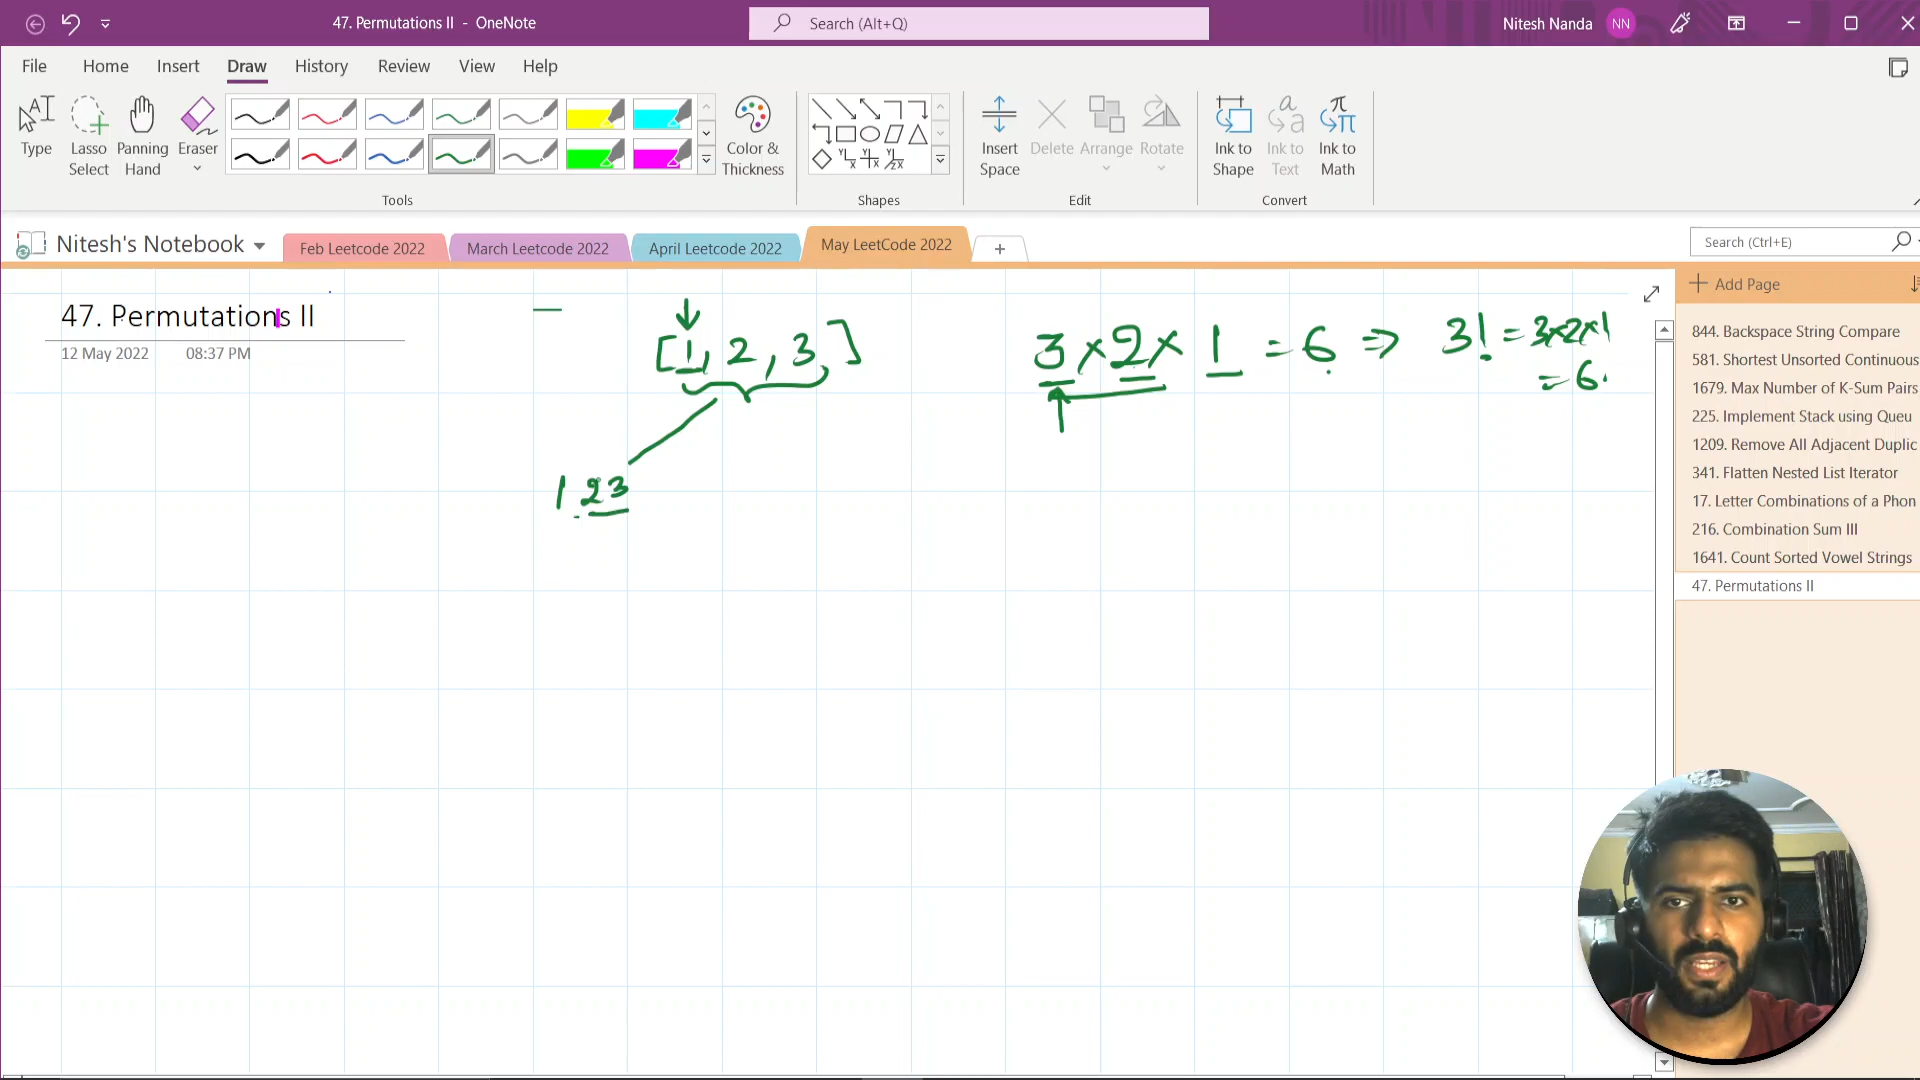 47. Permutations II - OneNote
Search (Alt+Q)
Nitesh Nanda
NN
File Home Insert Draw History Review View Help
Type
Lasso Select
Panning Hand
Eraser
Color & Thickness
Insert Space
Delete
Arrange
Rotate
Ink to Shape
Ink to Text
Ink to Math
Tools
Shapes
Edit
Convert
Nitesh's Notebook
Feb Leetcode 2022
March Leetcode 2022
April Leetcode 2022
May LeetCode 2022
Search (Ctrl+E)
47. Permutations II
12 May 2022 08:37 PM
[1, 2, 3]
3 × 2 × 1 = 6 ⇒ 3! = 3×2×1
= 6.
1 23
Add Page
844. Backspace String Compare
581. Shortest Unsorted Continuous
1679. Max Number of K-Sum Pairs
225. Implement Stack using Queu
1209. Remove All Adjacent Duplic
341. Flatten Nested List Iterator
17. Letter Combinations of a Phon
216. Combination Sum III
1641. Count Sorted Vowel Strings
47. Permutations II